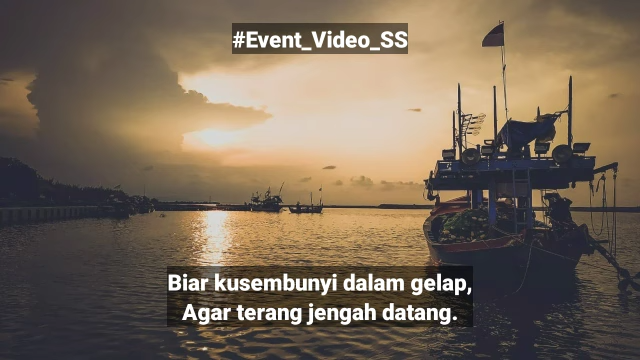 #Event_Video_SS
Biar kusembunyi dalam gelap,
Agar terang jengah datang.